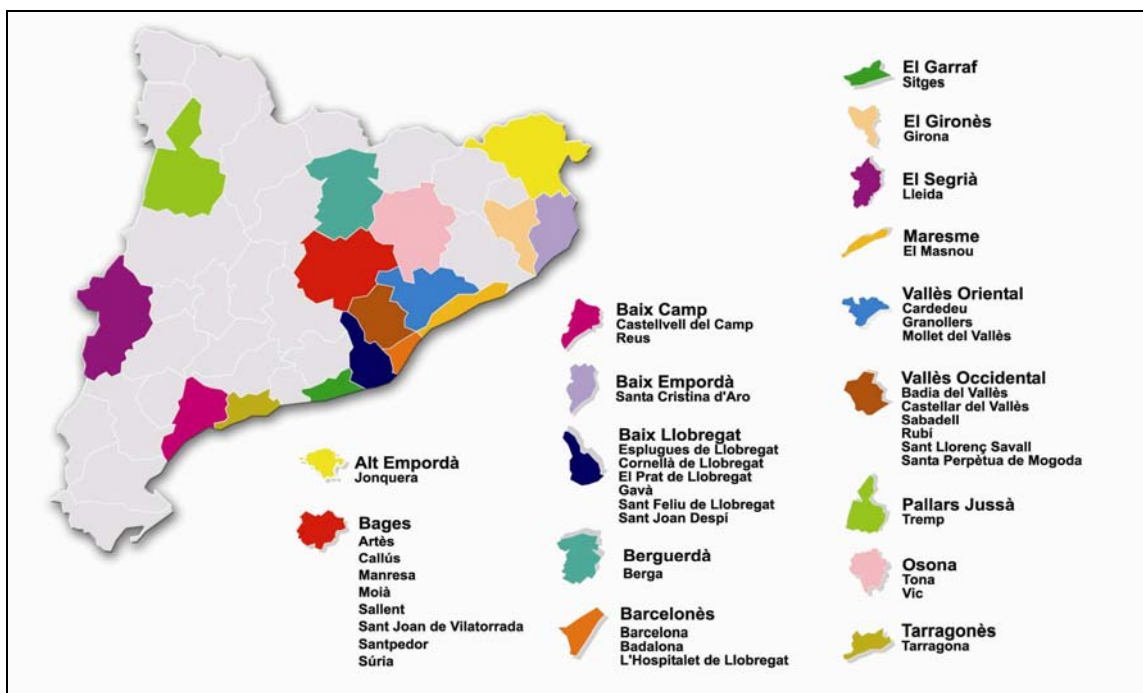 Alt Empordà
Jonquera
Bages
Artès
Callús
Manresa
Moià
Sallent
Sant Joan de Vilatorrada
Santpedor
Súria
Baix Camp
Castellvell del Camp
Reus
Baix Empordà
Santa Cristina d'Aro
Baix Llobregat
Esplugues de Llobregat
Cornellà de Llobregat
El Prat de Llobregat
Gavà
Sant Feliu de Llobregat
Sant Joan Despí
Berguerdà
Berga
Barcelonès
Barcelona
Badalona
L'Hospitalet de Llobregat
El Garraf
Sitges
El Gironès
Girona
El Segrià
Lleida
Maresme
El Masnou
Vallès Oriental
Cardedeu
Granollers
Mollet del Vallès
Vallès Occidental
Badia del Vallès
Castellar del Vallès
Sabadell
Rubí
Sant Llorenç Savall
Santa Perpètua de Mogoda
Pallars Jussà
Tremp
Osona
Tona
Vic
Tarragonès
Tarragona